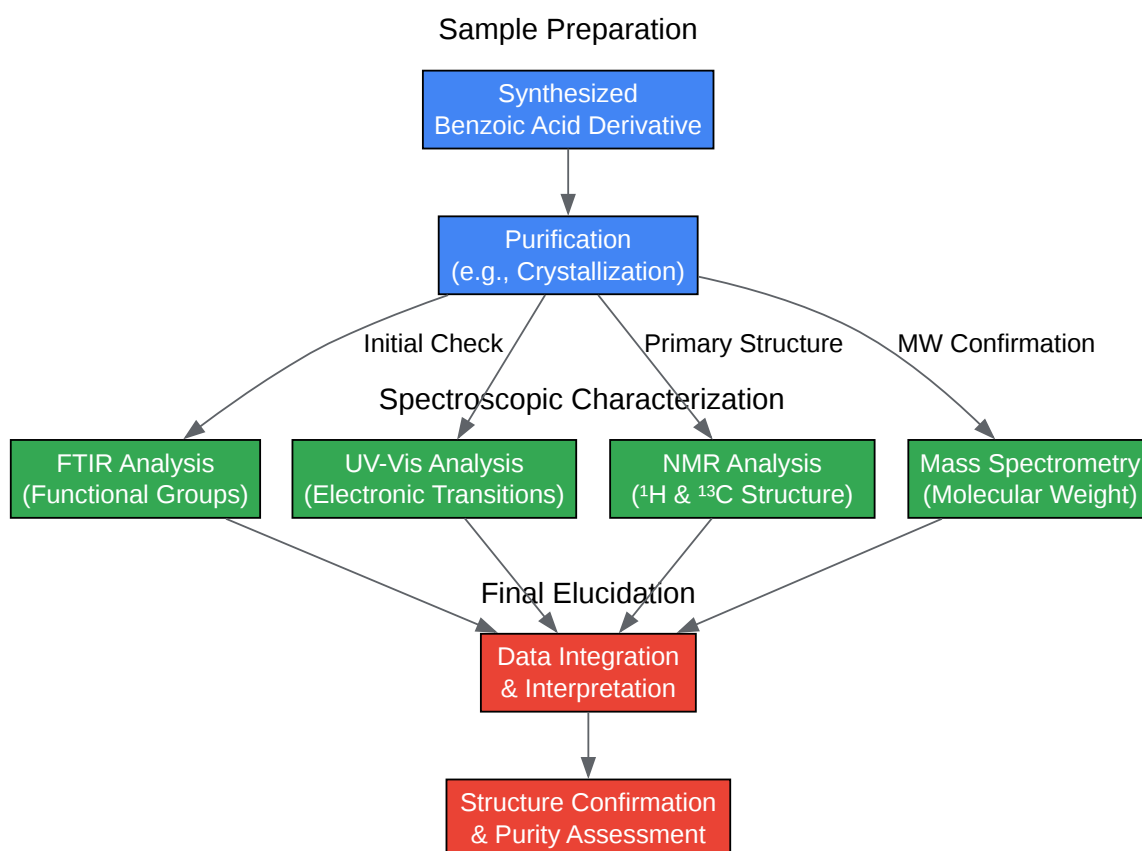 Sample Preparation
Synthesized
Benzoic Acid Derivative
Purification
(e.g., Crystallization)
Initial Check
Primary Structure
MW Confirmation
Spectroscopic Characterization
FTIR Analysis
(Functional Groups)
UV-Vis Analysis
(Electronic Transitions)
NMR Analysis
(¹H & ¹³C Structure)
Mass Spectrometry
(Molecular Weight)
Final Elucidation
Data Integration
& Interpretation
Structure Confirmation
& Purity Assessment